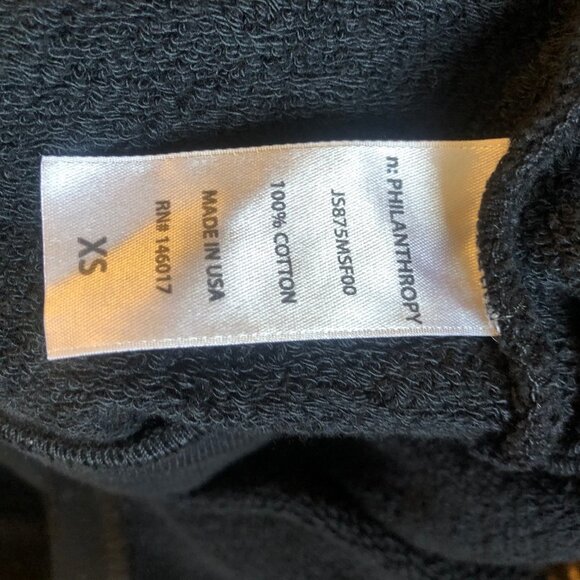 n: PHILANTHROPY
JS875MSF00
100% COTTON
MADE IN USA
RN# 146017
XS